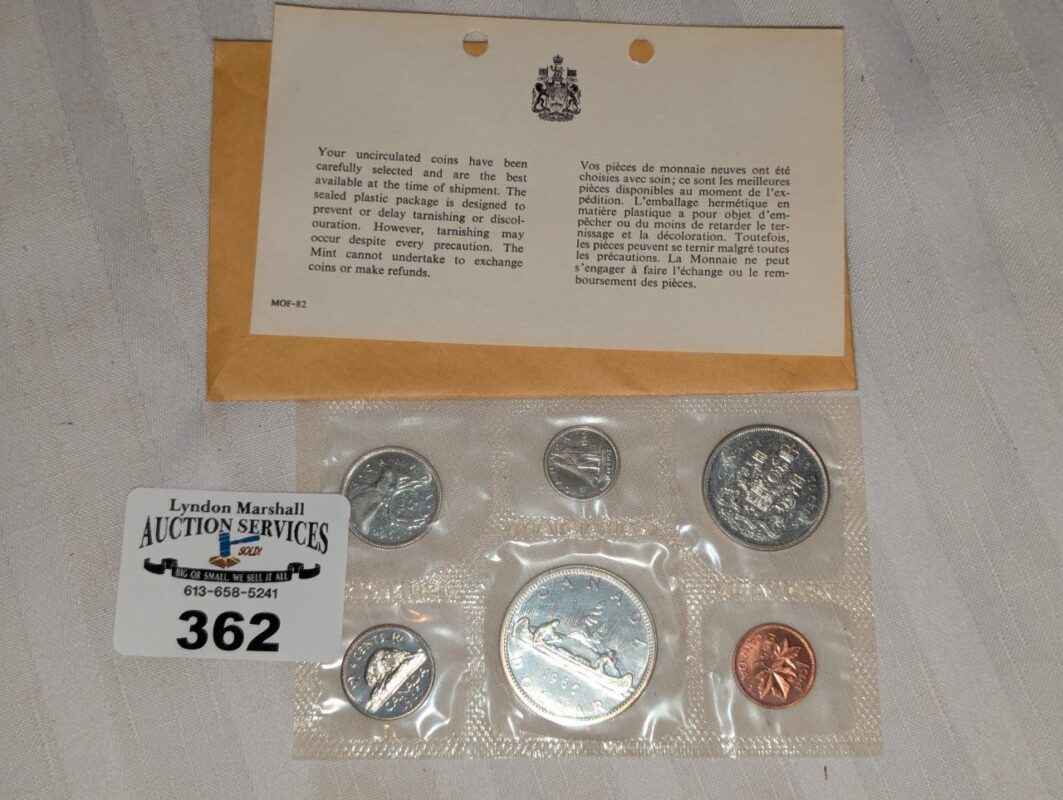 Your uncirculated coins have been
carefully selected and are the best
available at the time of shipment. The
sealed plastic package is designed to
prevent or delay tarnishing or discol-
ouration. However, tarnishing may
occur despite every precaution. The
Mint cannot undertake to exchange
coins or make refunds.
MOF-82
Vos pièces de monnaie neuves ont été
choisies avec soin; ce sont les meilleures
pièces disponibles au moment de l'ex-
pédition. L'emballage hermétique en
matière plastique a pour objet d'em-
pêcher ou du moins de retarder le ter-
nissage et la décoloration. Toutefois,
les pièces peuvent se ternir malgré toutes
les précautions. La Monnaie ne peut
s'engager à faire l'échange ou le rem-
boursement des pièces.
Lyndon Marshall
AUCTION SERVICES
SOLD!
BIG OR SMALL, WE SELL IT ALL
613-658-5241
362
CANADA
DOLLAR
5 CENTS